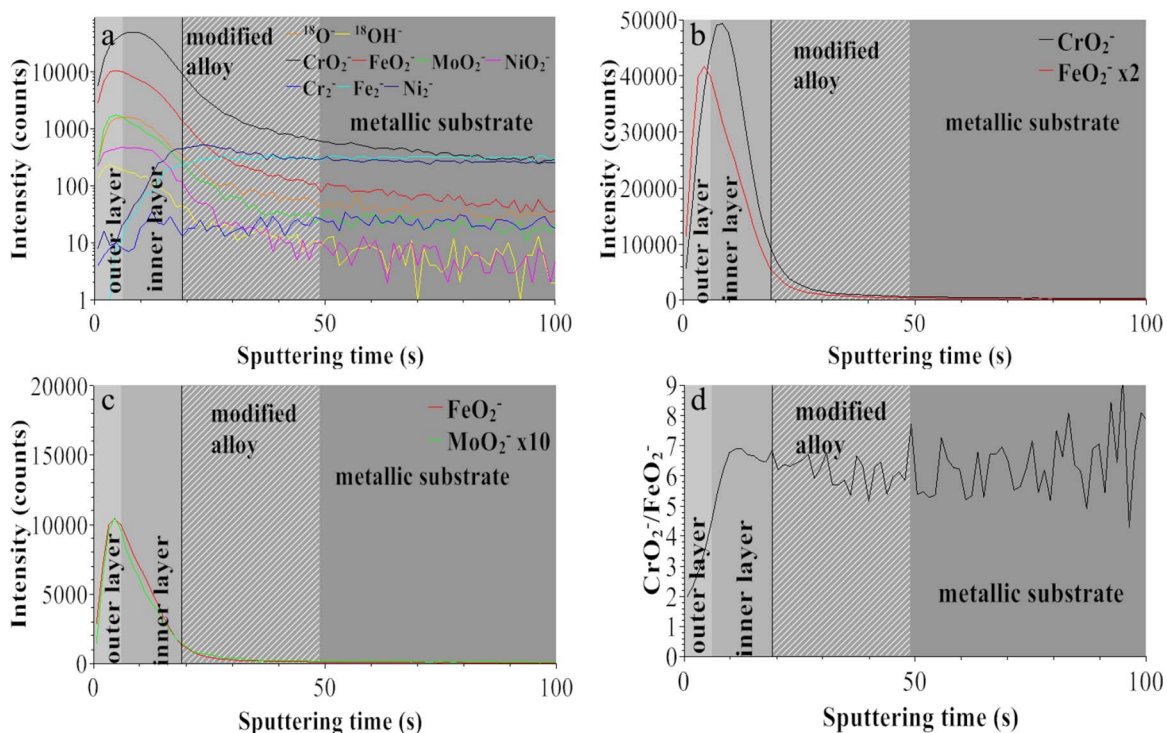 a
modified
alloy
¹⁸O⁻ ¹⁸OH⁻
CrO₂⁻ FeO₂⁻ MoO₂⁻ NiO₂⁻
Cr₂⁻ Fe₂⁻ Ni₂⁻
metallic substrate
outer layer
inner layer
10000
1000
100
10
1
Intenstiy (counts)
0 50 100
Sputtering time (s)
b
modified
alloy
CrO₂⁻
FeO₂⁻ x2
metallic substrate
outer layer
inner layer
50000
40000
30000
20000
10000
0
Intensity (counts)
0 50 100
Sputtering time (s)
c
modified
alloy
FeO₂⁻
MoO₂⁻ x10
metallic substrate
outer layer
inner layer
20000
15000
10000
5000
0
Intensity (counts)
0 50 100
Sputtering time (s)
d
modified
alloy
metallic substrate
outer layer
inner layer
9
8
7
6
5
4
3
2
1
0
CrO₂⁻/FeO₂⁻
0 50 100
Sputtering time (s)